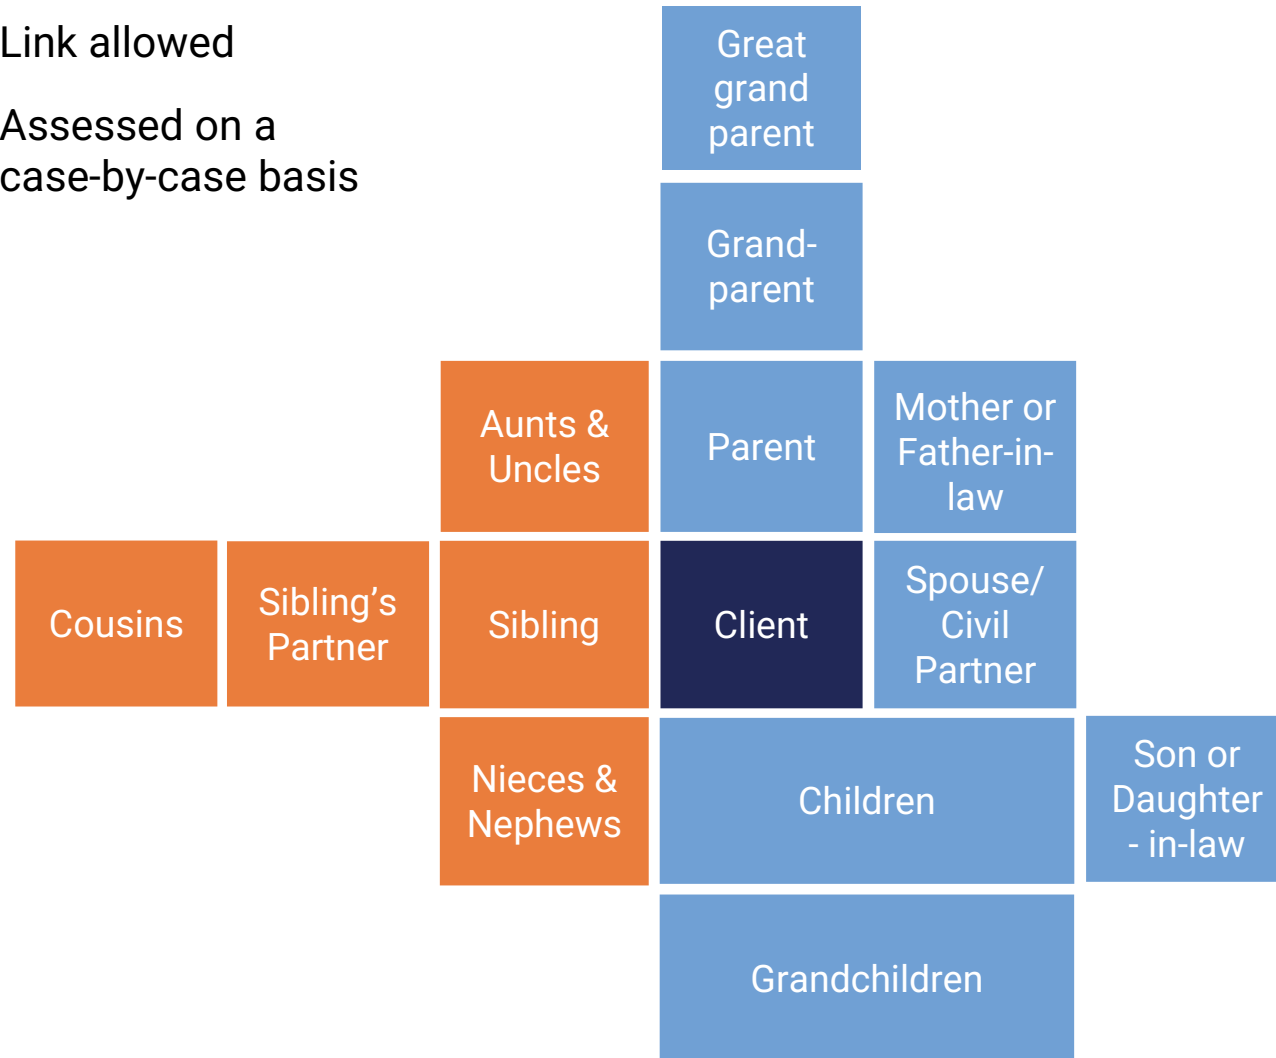 Link allowed
Assessed on a
case-by-case basis
Great
grand
parent
Grand-
parent
Aunts &
Uncles
Parent
Mother or
Father-in-
law
Cousins
Sibling’s
Partner
Sibling
Client
Spouse/
Civil
Partner
Nieces &
Nephews
Children
Son or
Daughter
- in-law
Grandchildren